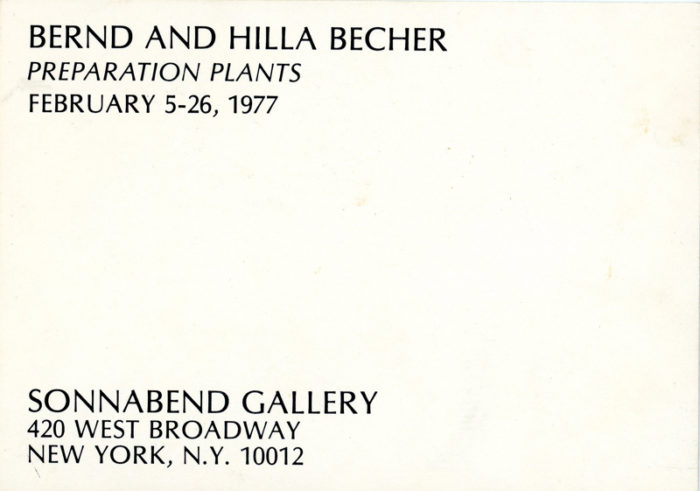 BERND AND HILLA BECHER
PREPARATION PLANTS
FEBRUARY 5-26, 1977
SONNABEND GALLERY
420 WEST BROADWAY
NEW YORK, N.Y. 10012